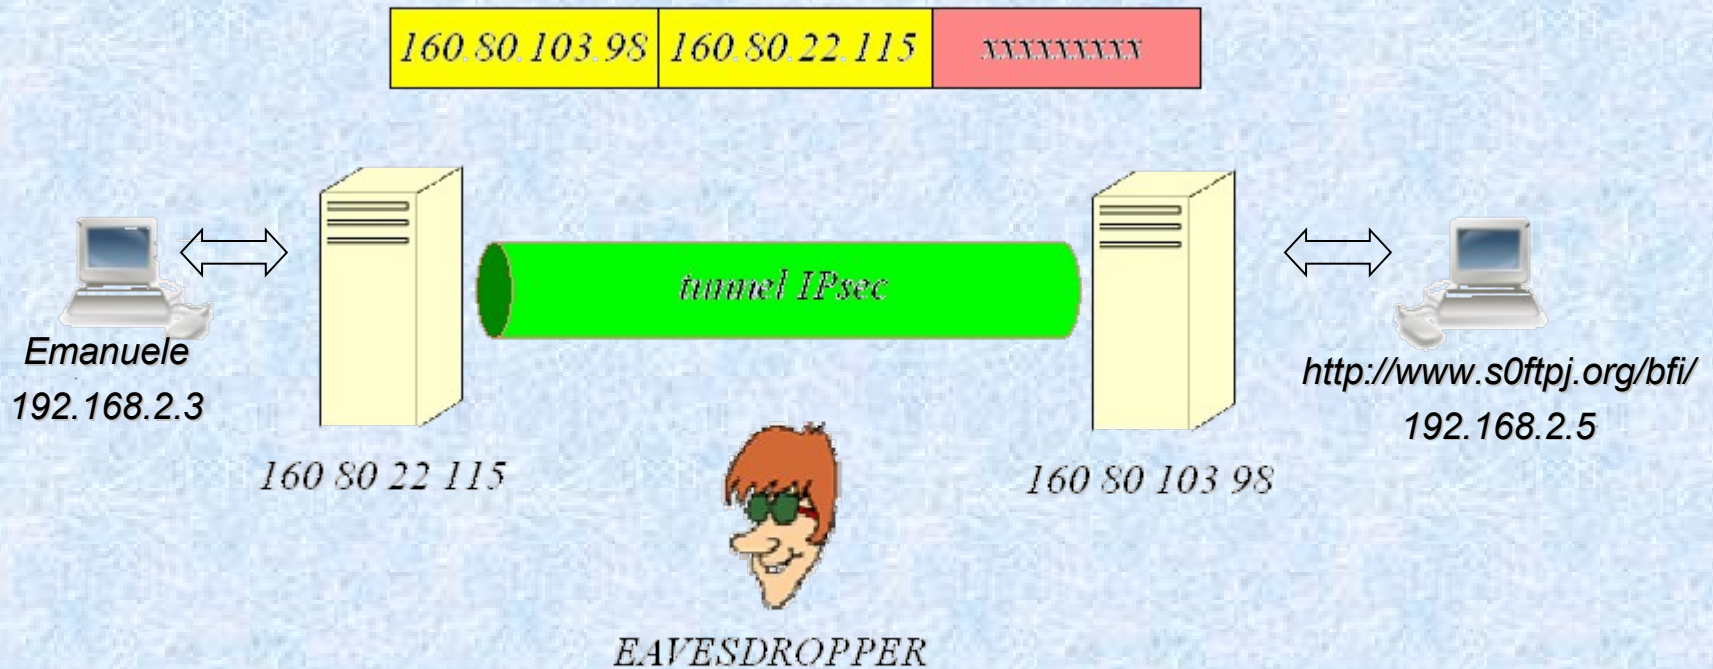 160.80.103.98 160.80.22.115 xxxxxxxxx
tunnel IPsec
Emanuele
192.168.2.3
http://www.s0ftpj.org/bfi/
192.168.2.5
160 80 22 115
160 80 103 98
EAVESDROPPER